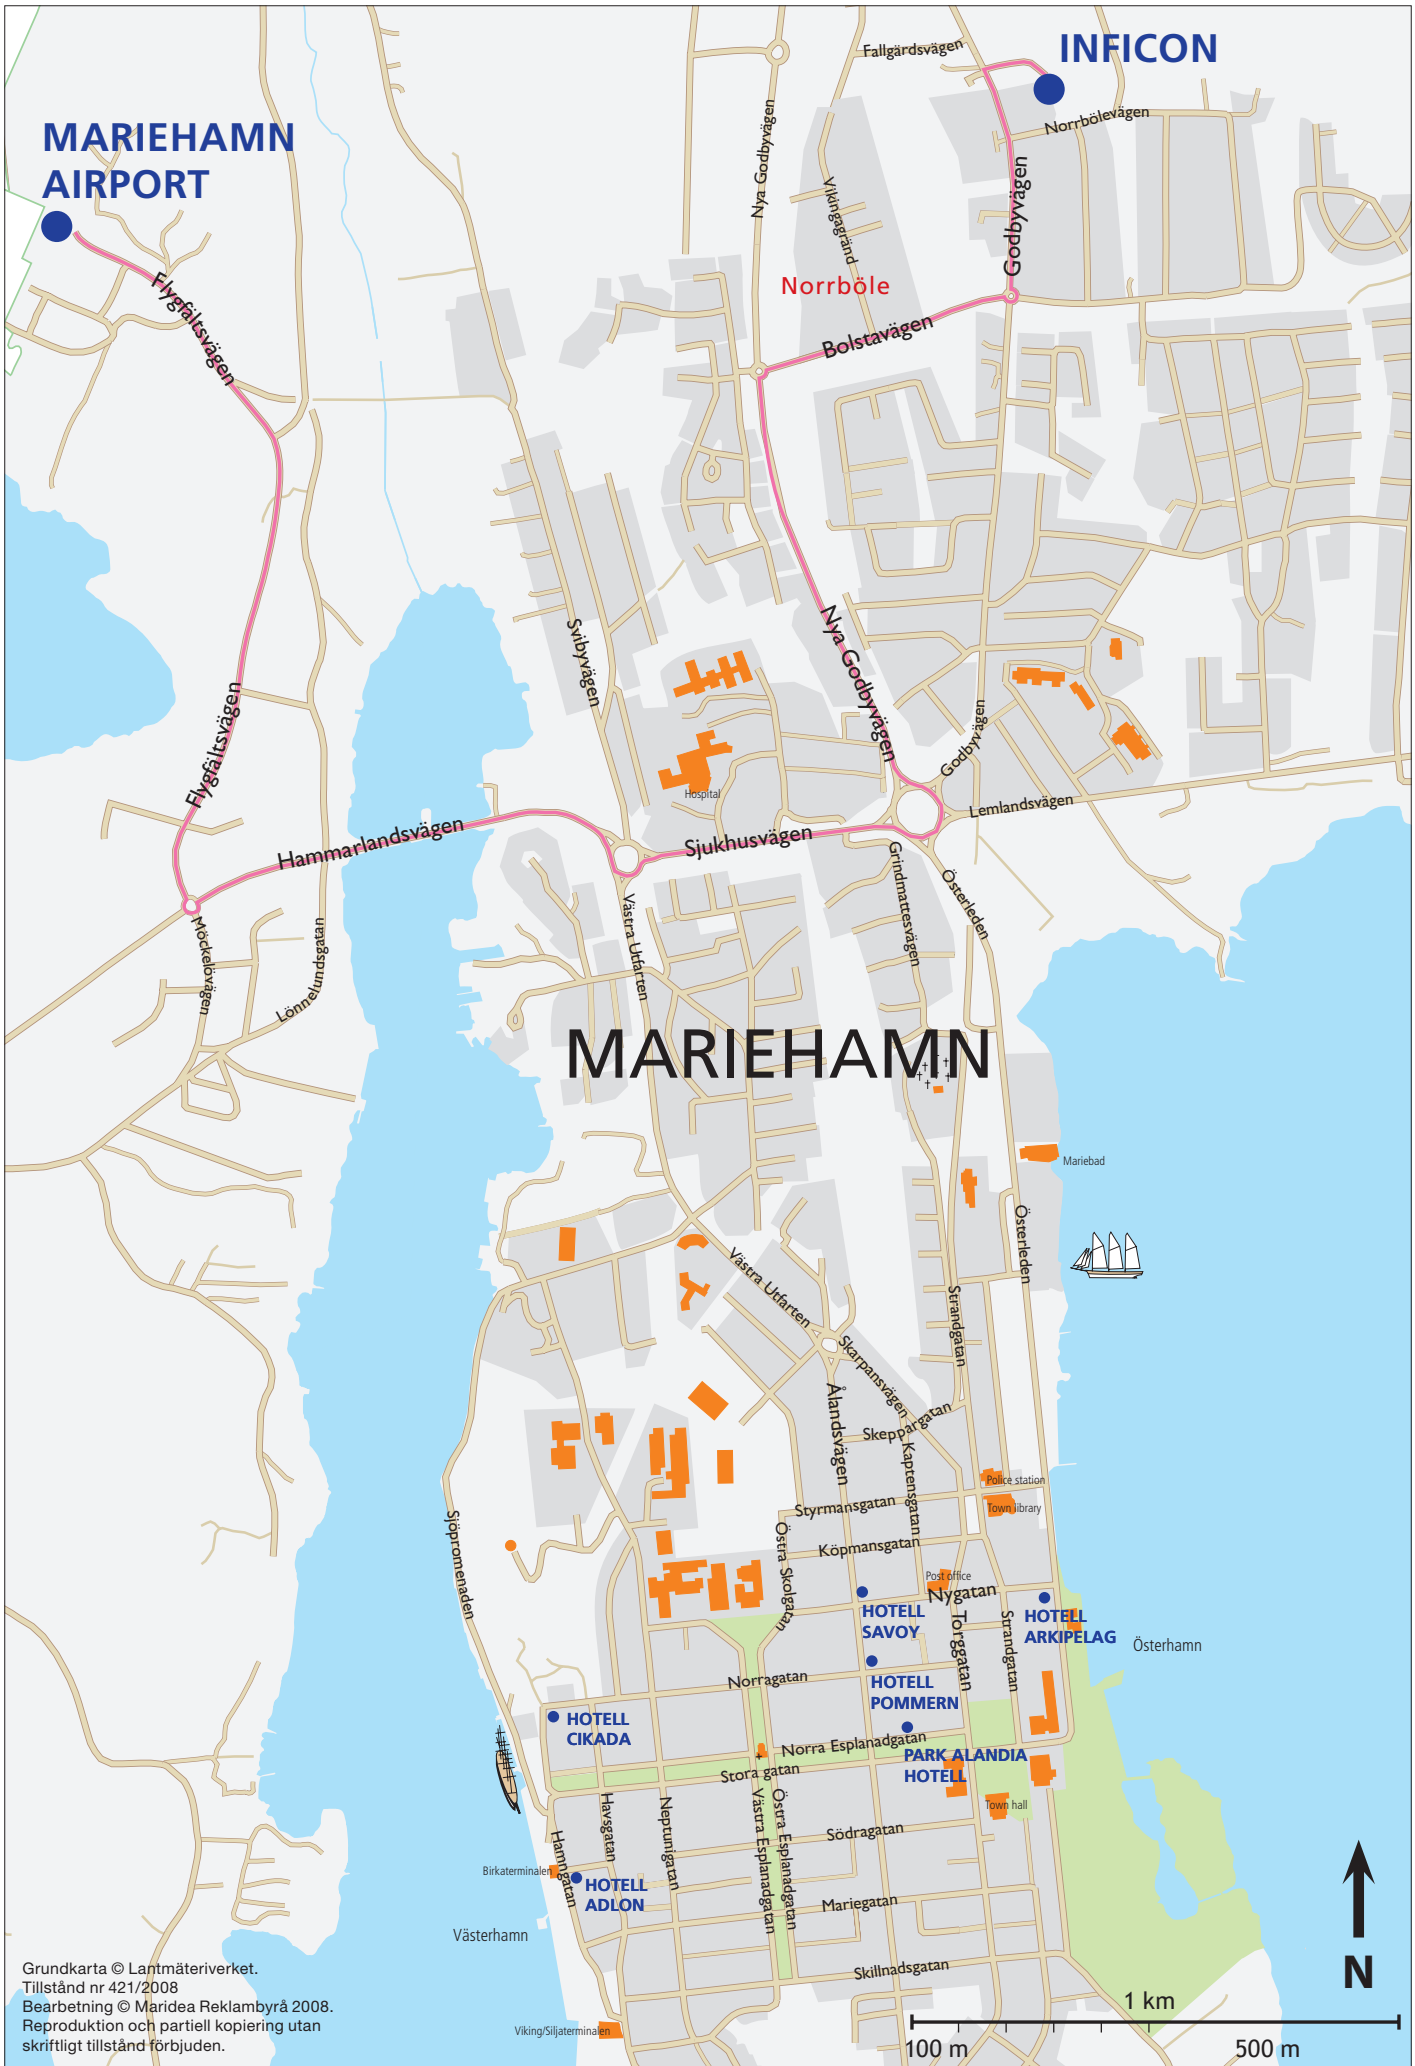 INFICON
Fallgärdsvägen
MARIEHAMN
AIRPORT
Nya Godbyvägen
Norrbölevägen
Vikingagränd
Godbyvägen
Flygfältsvägen
Norrböle
Bolstavägen
Svibyvägen
Nya Godbyvägen
Flygfältsvägen
Godbyvägen
Hospital
Lemlandsvägen
Hammarlandsvägen
Sjukhusvägen
Grindmattesvägen
Österleden
Västra Utfarten
Möckelövägen
Lönnelundsgatan
MARIEHAMN
Mariebad
Österleden
Västra Utfarten
Strandgatan
Skarpansvägen
Ålandsvägen
Skeppargatan
Kaptensgatan
Police station
Styrmansgatan
Town library
Sjöpromenaden
Östra Skolgatan
Köpmansgatan
Post office
Nygatan
HOTELL
SAVOY
Torggatan
Strandgatan
HOTELL
ARKIPELAG
Österhamn
Norragatan
HOTELL
POMMERN
HOTELL
CIKADA
Norra Esplanadgatan
PARK ALANDIA
HOTELL
Stora gatan
Town hall
Havsgatan
Neptunigatan
Västra Esplanadgatan
Östra Esplanadgatan
Södragatan
Hamngatan
Birkaterminalen
HOTELL
ADLON
Mariegatan
Västerhamn
Skillnadsgatan
N
Grundkarta © Lantmäteriverket.
Tillstånd nr 421/2008
Bearbetning © Maridea Reklambyrå 2008.
Reproduktion och partiell kopiering utan
skriftligt tillstånd förbjuden.
Viking/Siljaterminalen
1 km
100 m
500 m